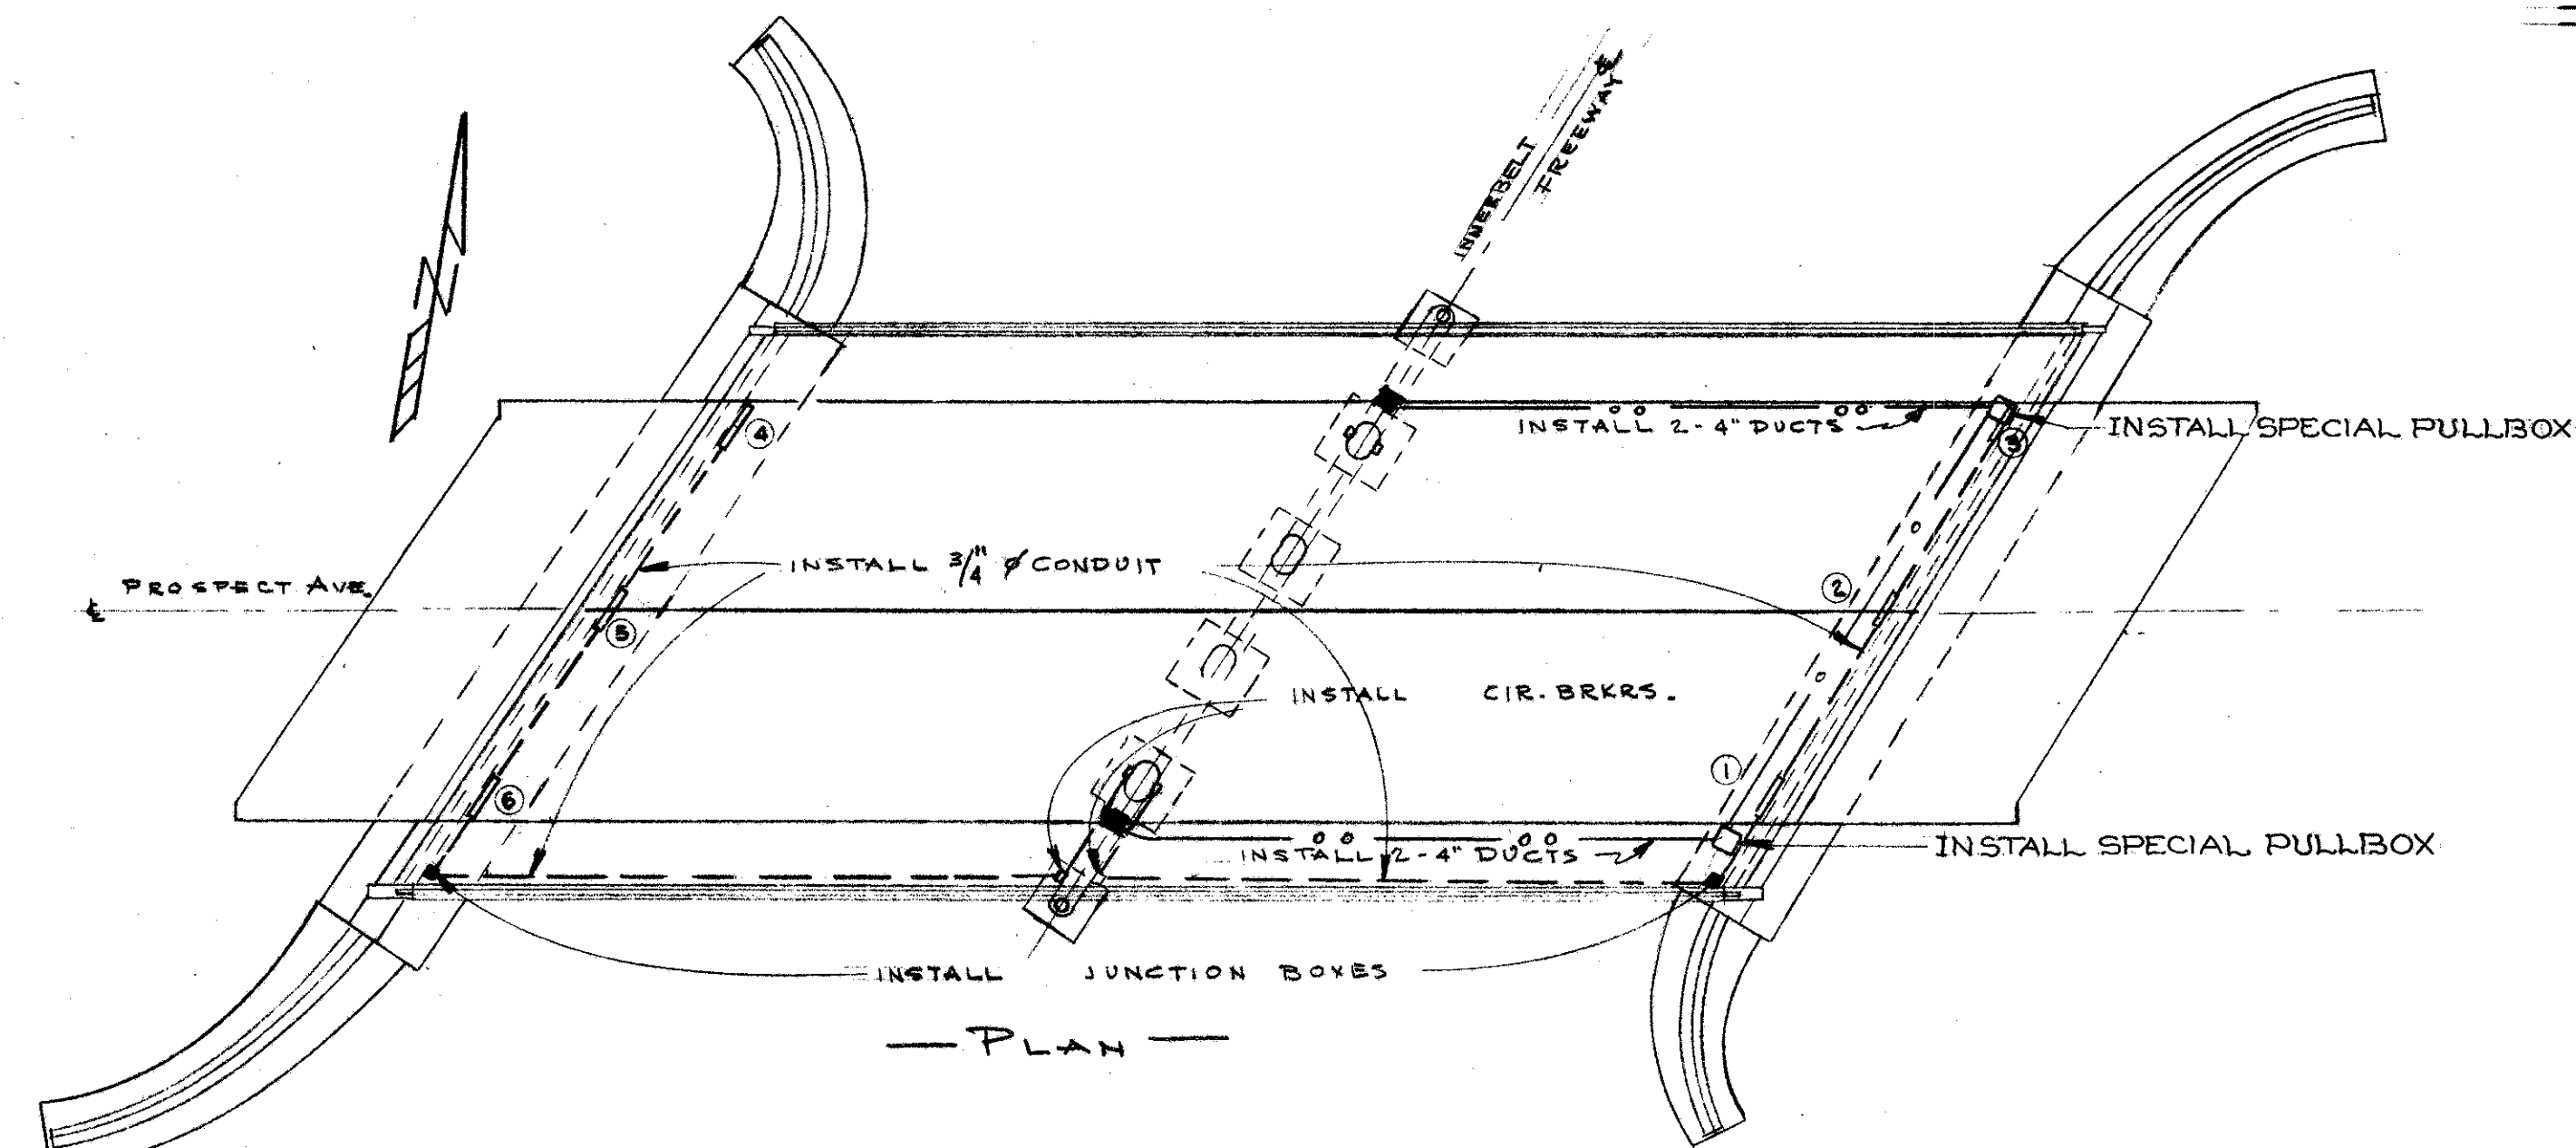 INNERBELT
FREEWAY
℄
N
④
③
INSTALL 2-4" DUCTS
INSTALL SPECIAL PULLBOX
INSTALL 3/4" ⌀ CONDUIT
②
PROSPECT AVE.
℄
⑤
INSTALL CIR. BRKRS.
①
⑥
INSTALL 2-4" DUCTS
INSTALL SPECIAL PULLBOX
INSTALL JUNCTION BOXES
— PLAN —